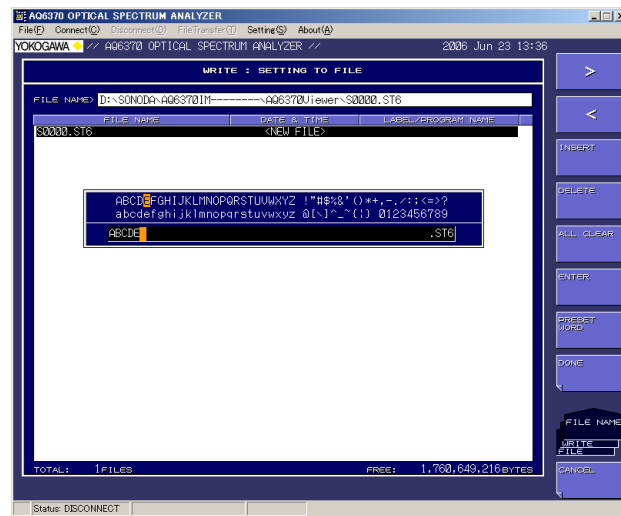 AQ6370 OPTICAL SPECTRUM ANALYZER
File(F) Connect(C) Disconnect(D) FileTransfer(T) Setting(S) About(A)
YOKOGAWA // AQ6370 OPTICAL SPECTRUM ANALYZER // 2006 Jun 23 13:36
WRITE : SETTING TO FILE
FILE NAME> D:\SONODA\AQ6370IM--------\AQ6370Viewer\S0000.ST6
FILE NAME DATE & TIME LABEL/PROGRAM NAME
S0000.ST6 <NEW FILE>
ABCDEFGHIJKLMNOPQRSTUVWXYZ !"#$%&'()*+,-./:;<=>?
abcdefghijklmnopqrstuvwxyz @[\]^_~{|} 0123456789
ABCDE .ST6
TOTAL: 1FILES FREE: 1,760,649,216BYTES
>
<
INSERT
DELETE
ALL CLEAR
ENTER
PRESET
WORD
DONE
FILE NAME
WRITE
FILE
CANCEL
Status: DISCONNECT